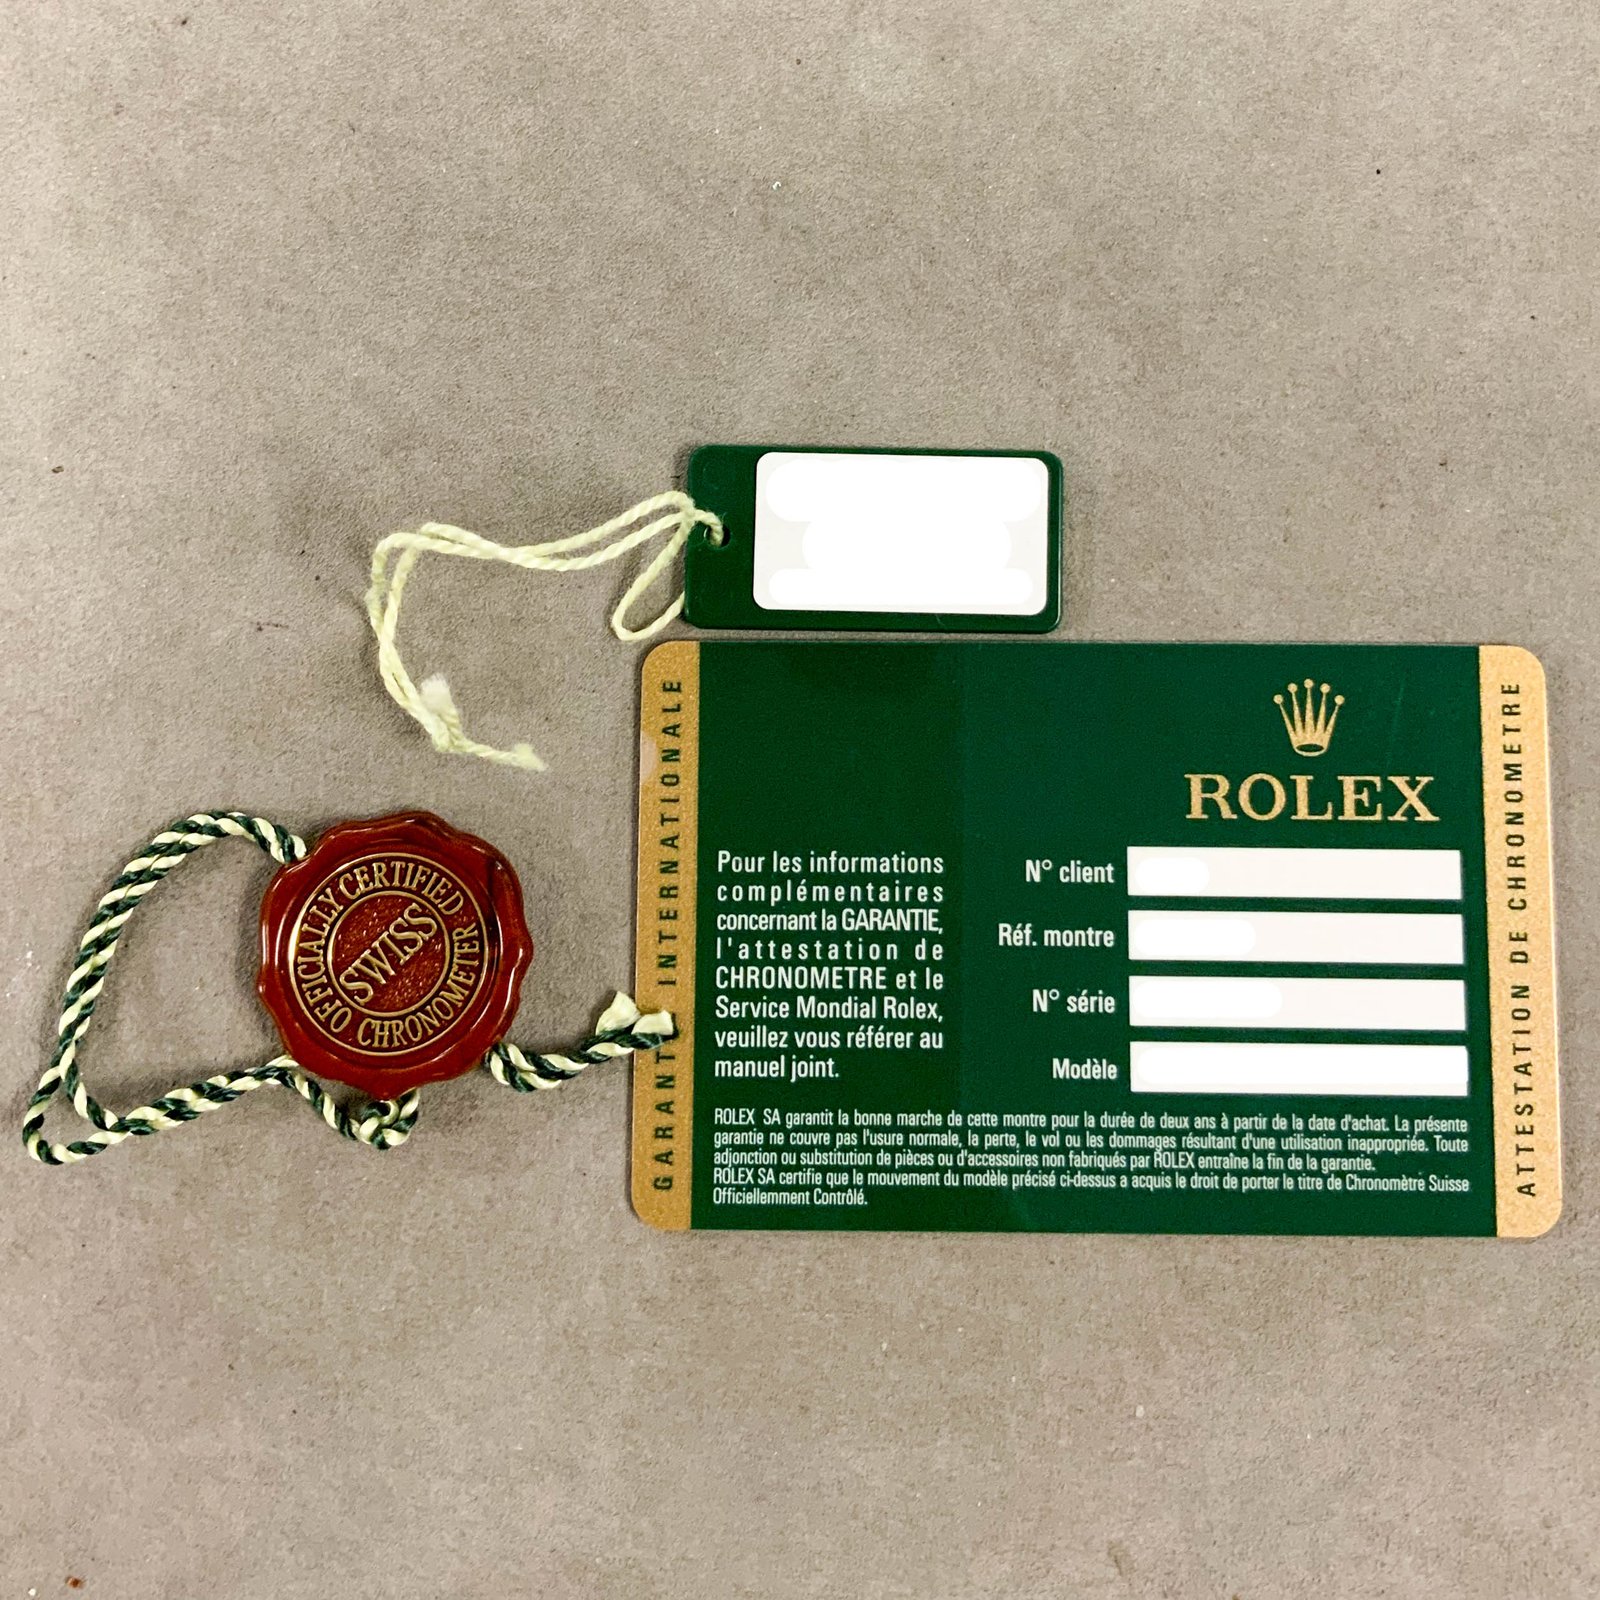 OFFICIALLY CERTIFIED
CHRONOMETER
SWISS
GARANTIE INTERNATIONALE
ROLEX
Pour les informations
complémentaires
concernant la GARANTIE,
l'attestation de
CHRONOMETRE et le
Service Mondial Rolex,
veuillez vous référer au
manuel joint.
N° client
Réf. montre
N° série
Modèle
ROLEX SA garantit la bonne marche de cette montre pour la durée de deux ans à partir de la date d'achat. La présente
garantie ne couvre pas l'usure normale, la perte, le vol ou les dommages résultant d'une utilisation inappropriée. Toute
adjonction ou substitution de pièces ou d'accessoires non fabriqués par ROLEX entraîne la fin de la garantie.
ROLEX SA certifie que le mouvement du modèle précisé ci-dessus a acquis le droit de porter le titre de Chronomètre Suisse
Officiellemment Contrôlé.
ATTESTATION DE CHRONOMETRE